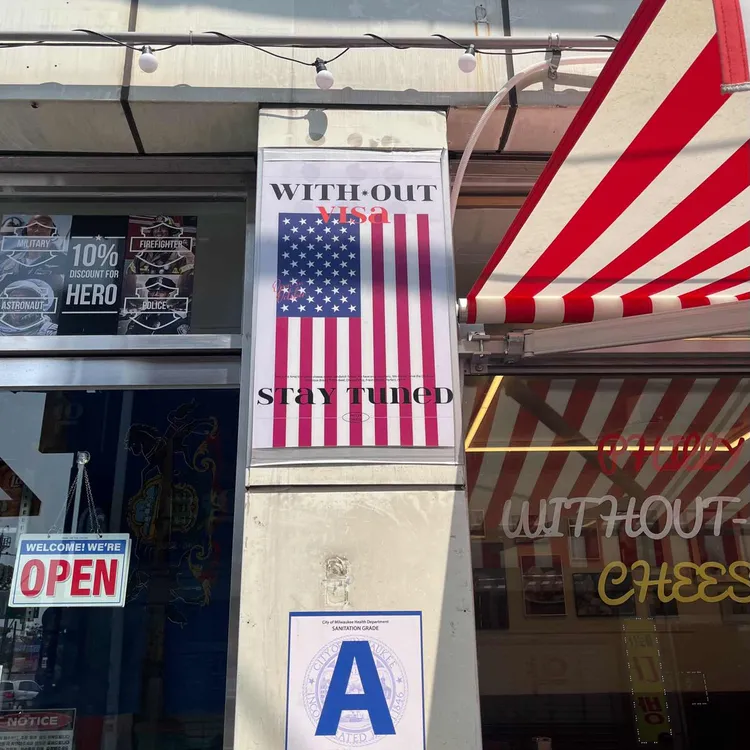 WITH·OUT
visa
STAY TUNED
MILITARY
10%
DISCOUNT FOR
HERO
FIREFIGHTER
ASTRONAUT
POLICE
WELCOME! WE'RE
OPEN
NOTICE
City of Milwaukee Health Department
SANITATION GRADE
A
PHILLY
WITHOUT-
CHEES